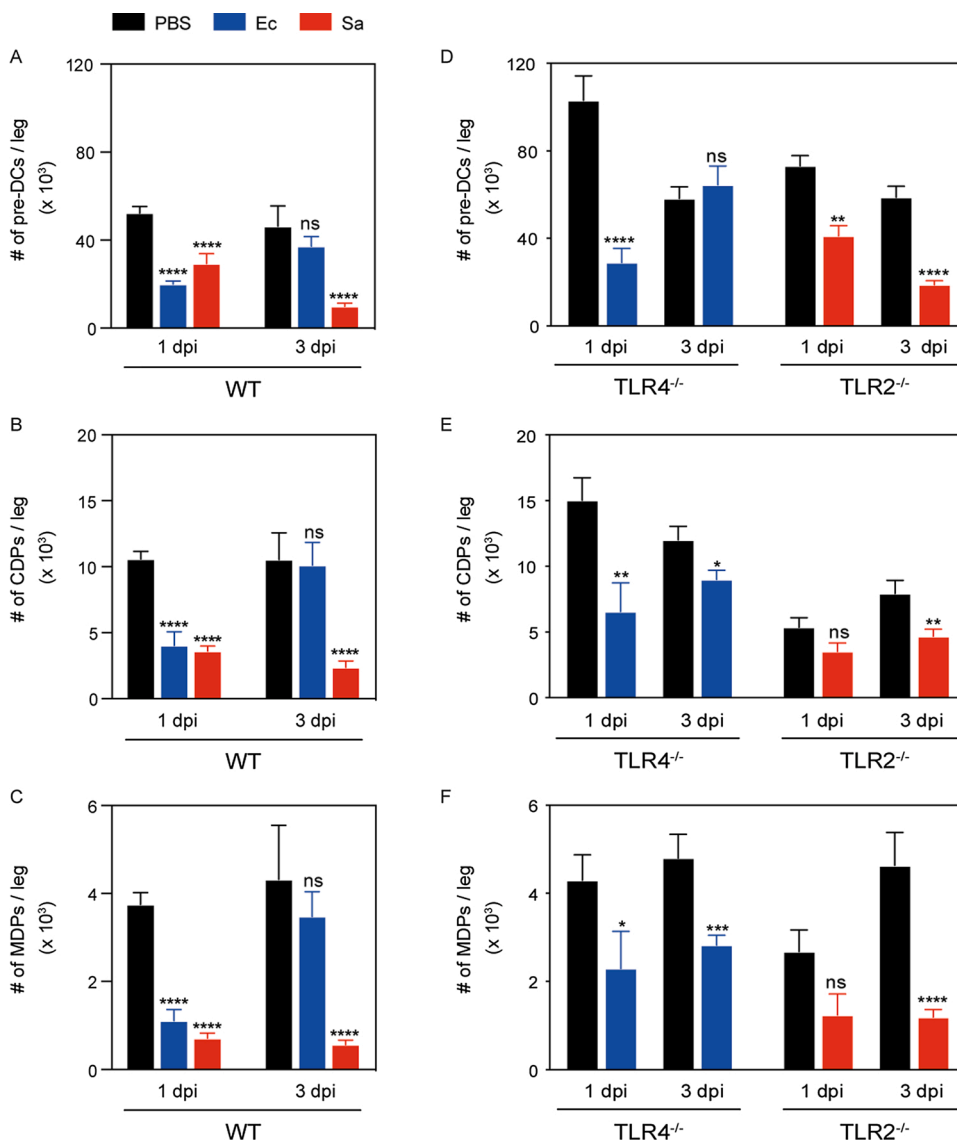 PBS Ec Sa
A
120
80
40
0
# of pre-DCs / leg
(x 10³)
****
****
ns
****
1 dpi 3 dpi
WT
D
120
80
40
0
# of pre-DCs / leg
(x 10³)
****
ns
**
****
1 dpi 3 dpi 1 dpi 3 dpi
TLR4⁻/⁻ TLR2⁻/⁻
B
20
15
10
5
0
# of CDPs / leg
(x 10³)
****
****
ns
****
1 dpi 3 dpi
WT
E
20
15
10
5
0
# of CDPs / leg
(x 10³)
**
*
ns
**
1 dpi 3 dpi 1 dpi 3 dpi
TLR4⁻/⁻ TLR2⁻/⁻
C
6
4
2
0
# of MDPs / leg
(x 10³)
****
****
ns
****
1 dpi 3 dpi
WT
F
6
4
2
0
# of MDPs / leg
(x 10³)
*
***
ns
****
1 dpi 3 dpi 1 dpi 3 dpi
TLR4⁻/⁻ TLR2⁻/⁻